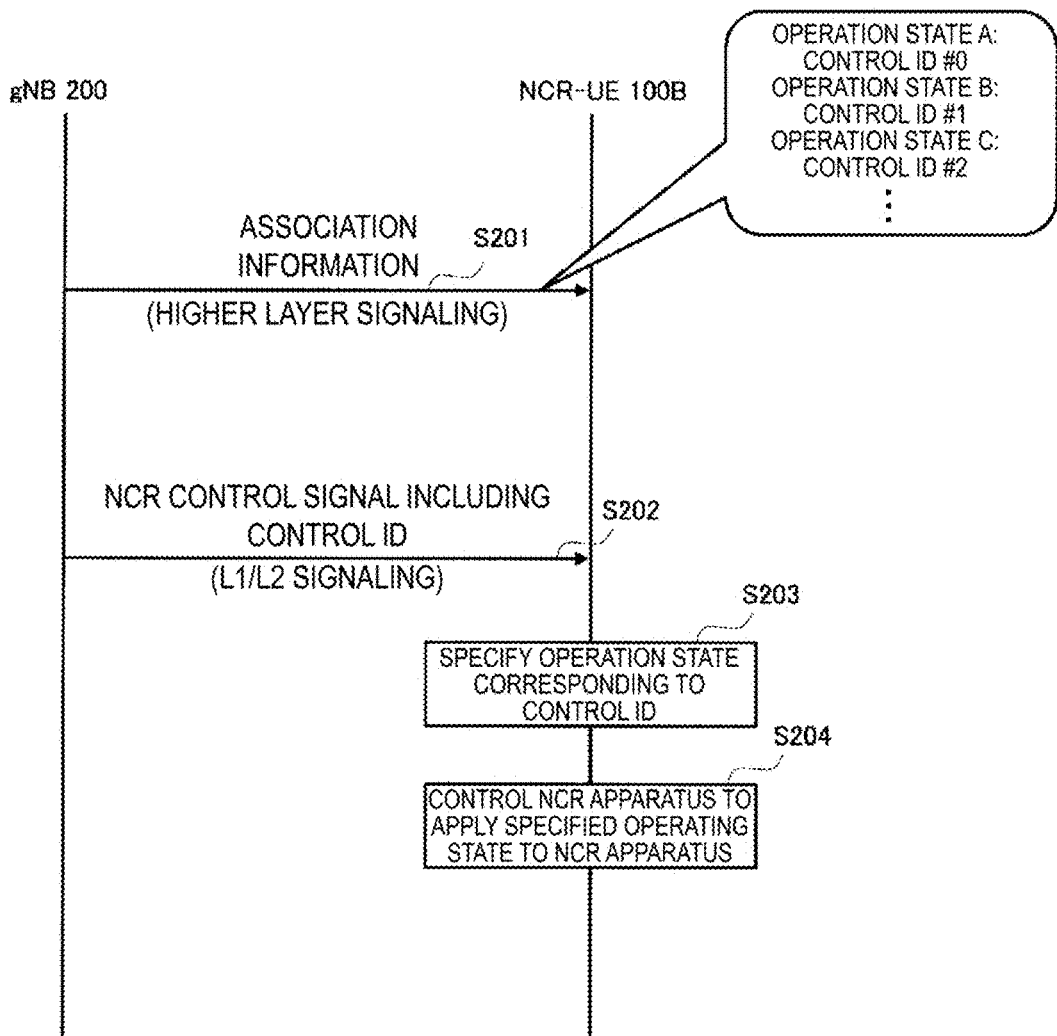 OPERATION STATE A:
CONTROL ID #0
OPERATION STATE B:
CONTROL ID #1
OPERATION STATE C:
CONTROL ID #2
gNB 200
NCR-UE 100B
ASSOCIATION
INFORMATION
S201
(HIGHER LAYER SIGNALING)
NCR CONTROL SIGNAL INCLUDING
CONTROL ID
S202
(L1/L2 SIGNALING)
S203
SPECIFY OPERATION STATE
CORRESPONDING TO
CONTROL ID
S204
CONTROL NCR APPARATUS TO
APPLY SPECIFIED OPERATING
STATE TO NCR APPARATUS